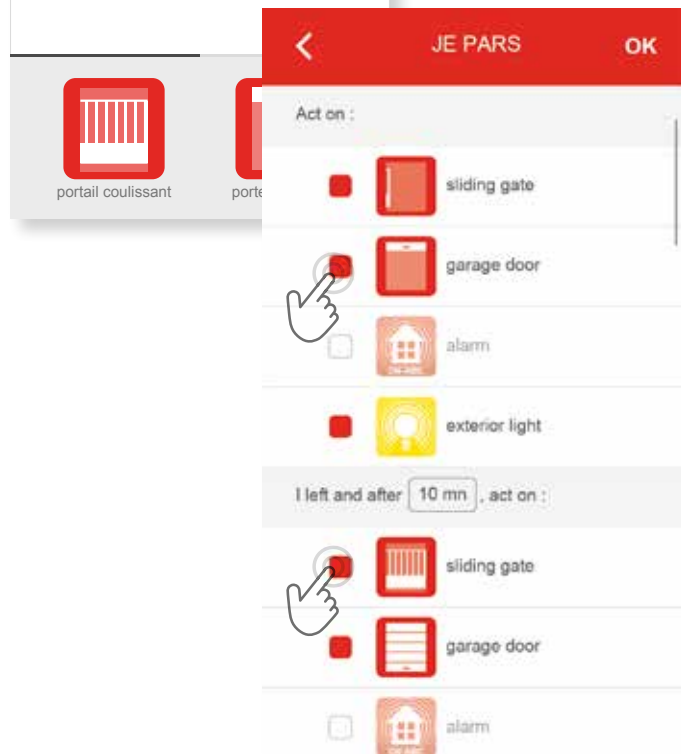 JE PARS
OK
Act on :
sliding gate
garage door
alarm
exterior light
I left and after 10 mn , act on :
sliding gate
garage door
alarm
portail coulissant
porte